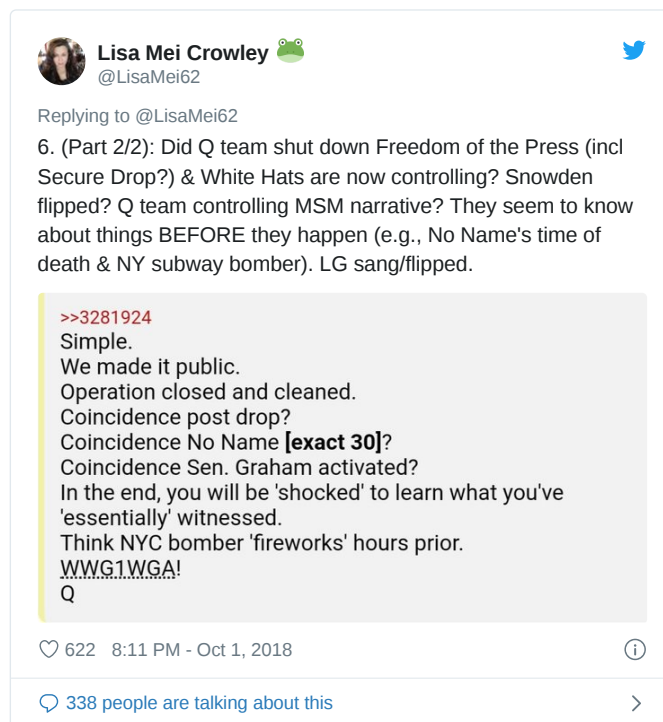 Lisa Mei Crowley 🐸
@LisaMei62
Replying to @LisaMei62
6. (Part 2/2): Did Q team shut down Freedom of the Press (incl
Secure Drop?) & White Hats are now controlling? Snowden
flipped? Q team controlling MSM narrative? They seem to know
about things BEFORE they happen (e.g., No Name's time of
death & NY subway bomber). LG sang/flipped.
>>3281924
Simple.
We made it public.
Operation closed and cleaned.
Coincidence post drop?
Coincidence No Name [exact 30]?
Coincidence Sen. Graham activated?
In the end, you will be 'shocked' to learn what you've
'essentially' witnessed.
Think NYC bomber 'fireworks' hours prior.
WWG1WGA!
Q
622 8:11 PM - Oct 1, 2018
338 people are talking about this